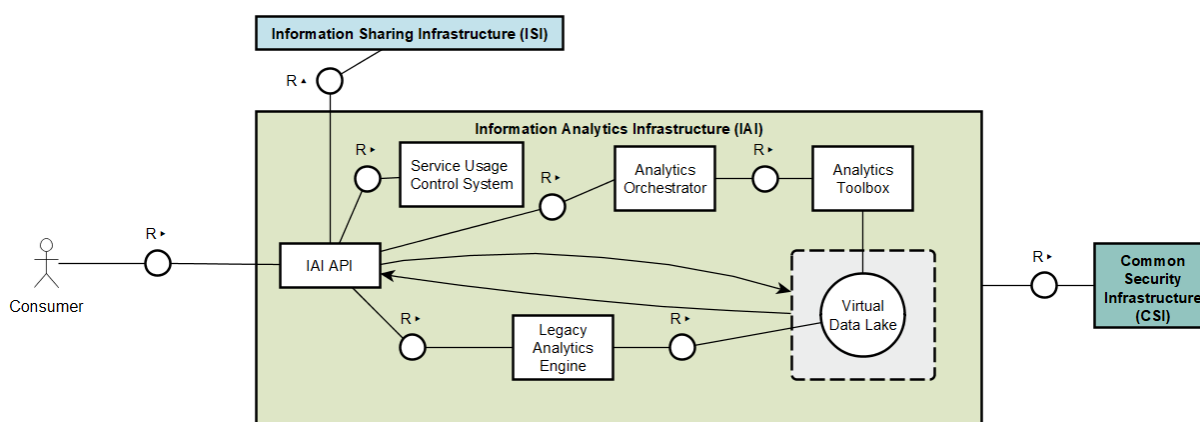 Information Sharing Infrastructure (ISI)
R
Information Analytics Infrastructure (IAI)
R
Service Usage
Control System
R
Analytics
Orchestrator
R
Analytics
Toolbox
R
Consumer
IAI API
R
Legacy
Analytics
Engine
R
Virtual
Data Lake
R
Common
Security
Infrastructure
(CSI)